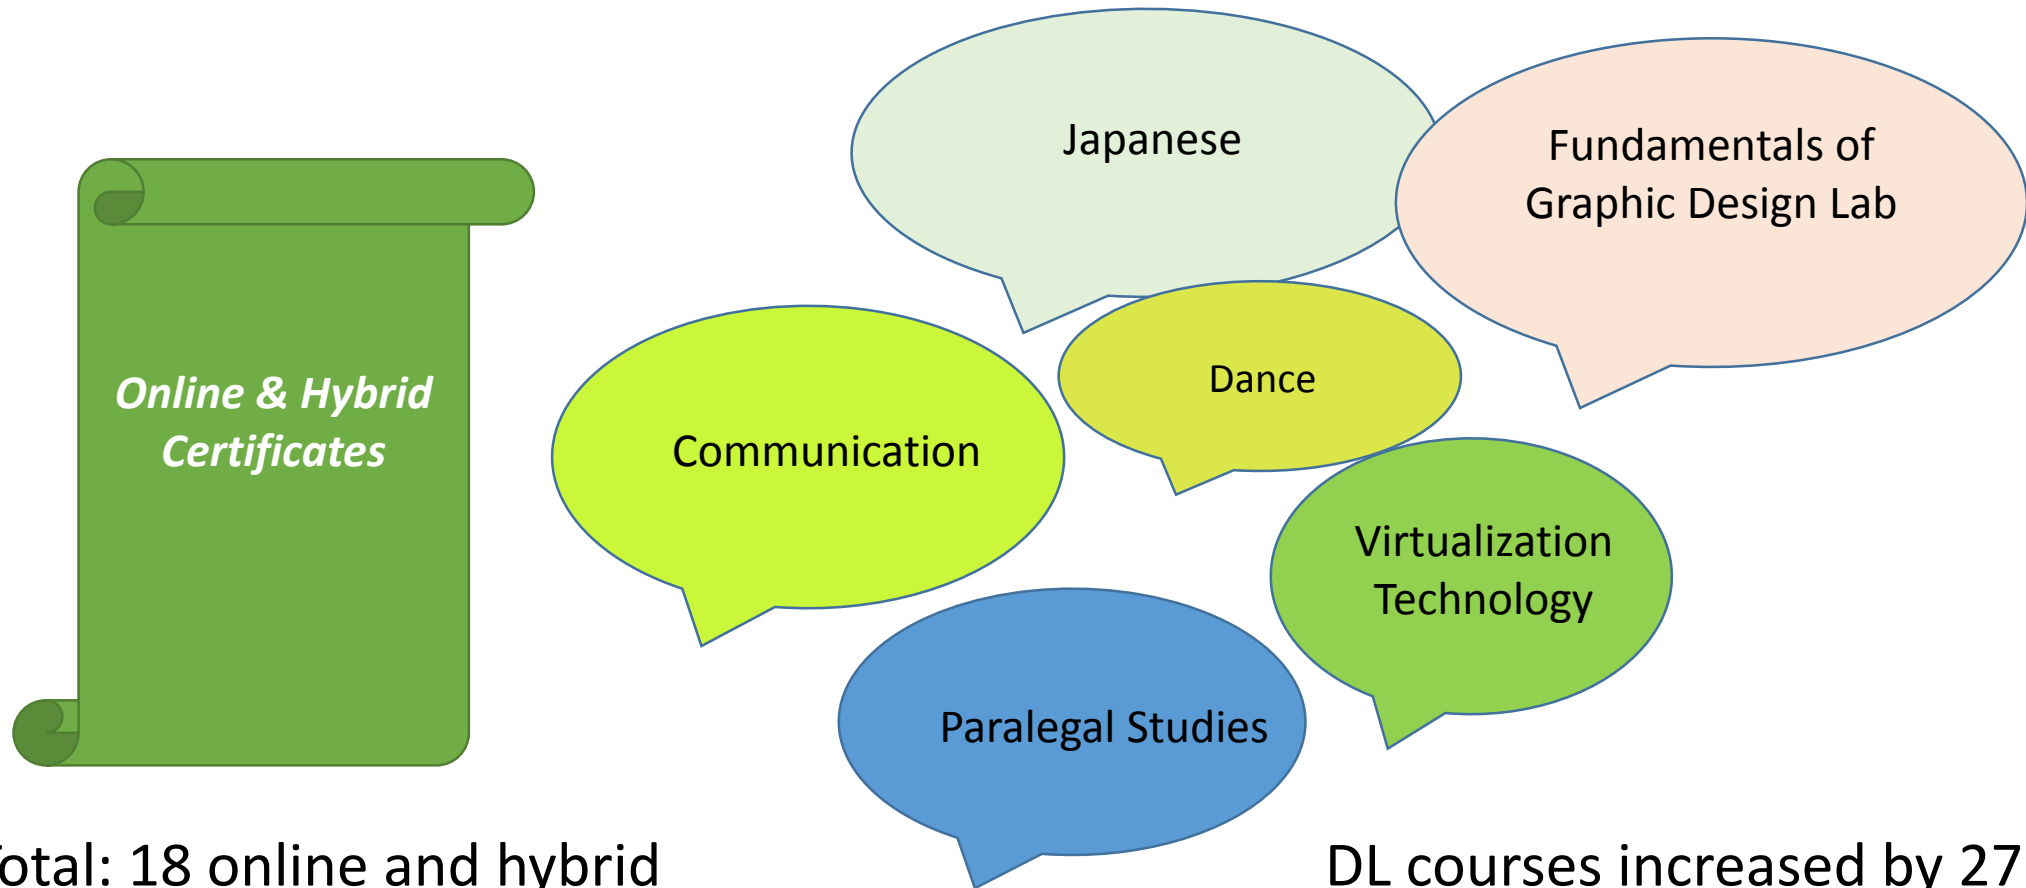 Japanese
Fundamentals of
Graphic Design Lab
Online & Hybrid
Certificates
Dance
Communication
Virtualization
Technology
Paralegal Studies
otal: 18 online and hybrid
DL courses increased by 27